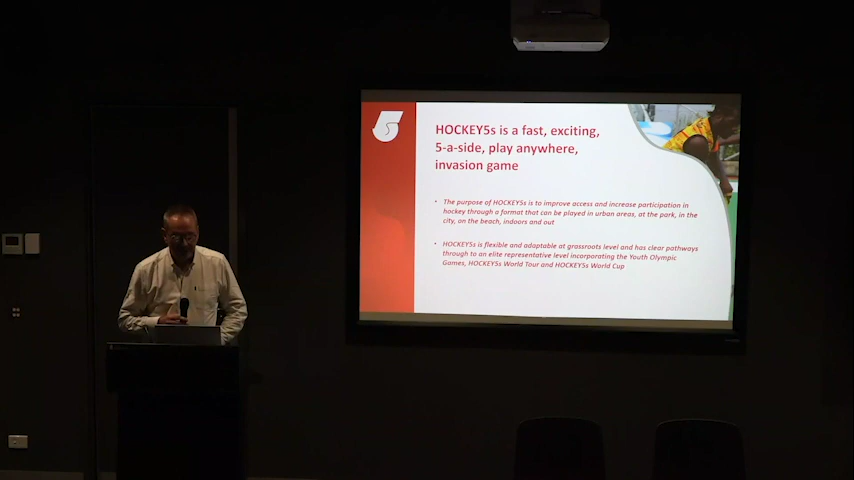 HOCKEY5s is a fast, exciting,
5-a-side, play anywhere,
invasion game
• The purpose of HOCKEY5s is to improve access and increase participation in
hockey through a format that can be played in urban areas, at the park, in the
city, on the beach, indoors and out
• HOCKEY5s is flexible and adaptable at grassroots level and has clear pathways
through to an elite representative level incorporating the Youth Olympic
Games, HOCKEY5s World Tour and HOCKEY5s World Cup